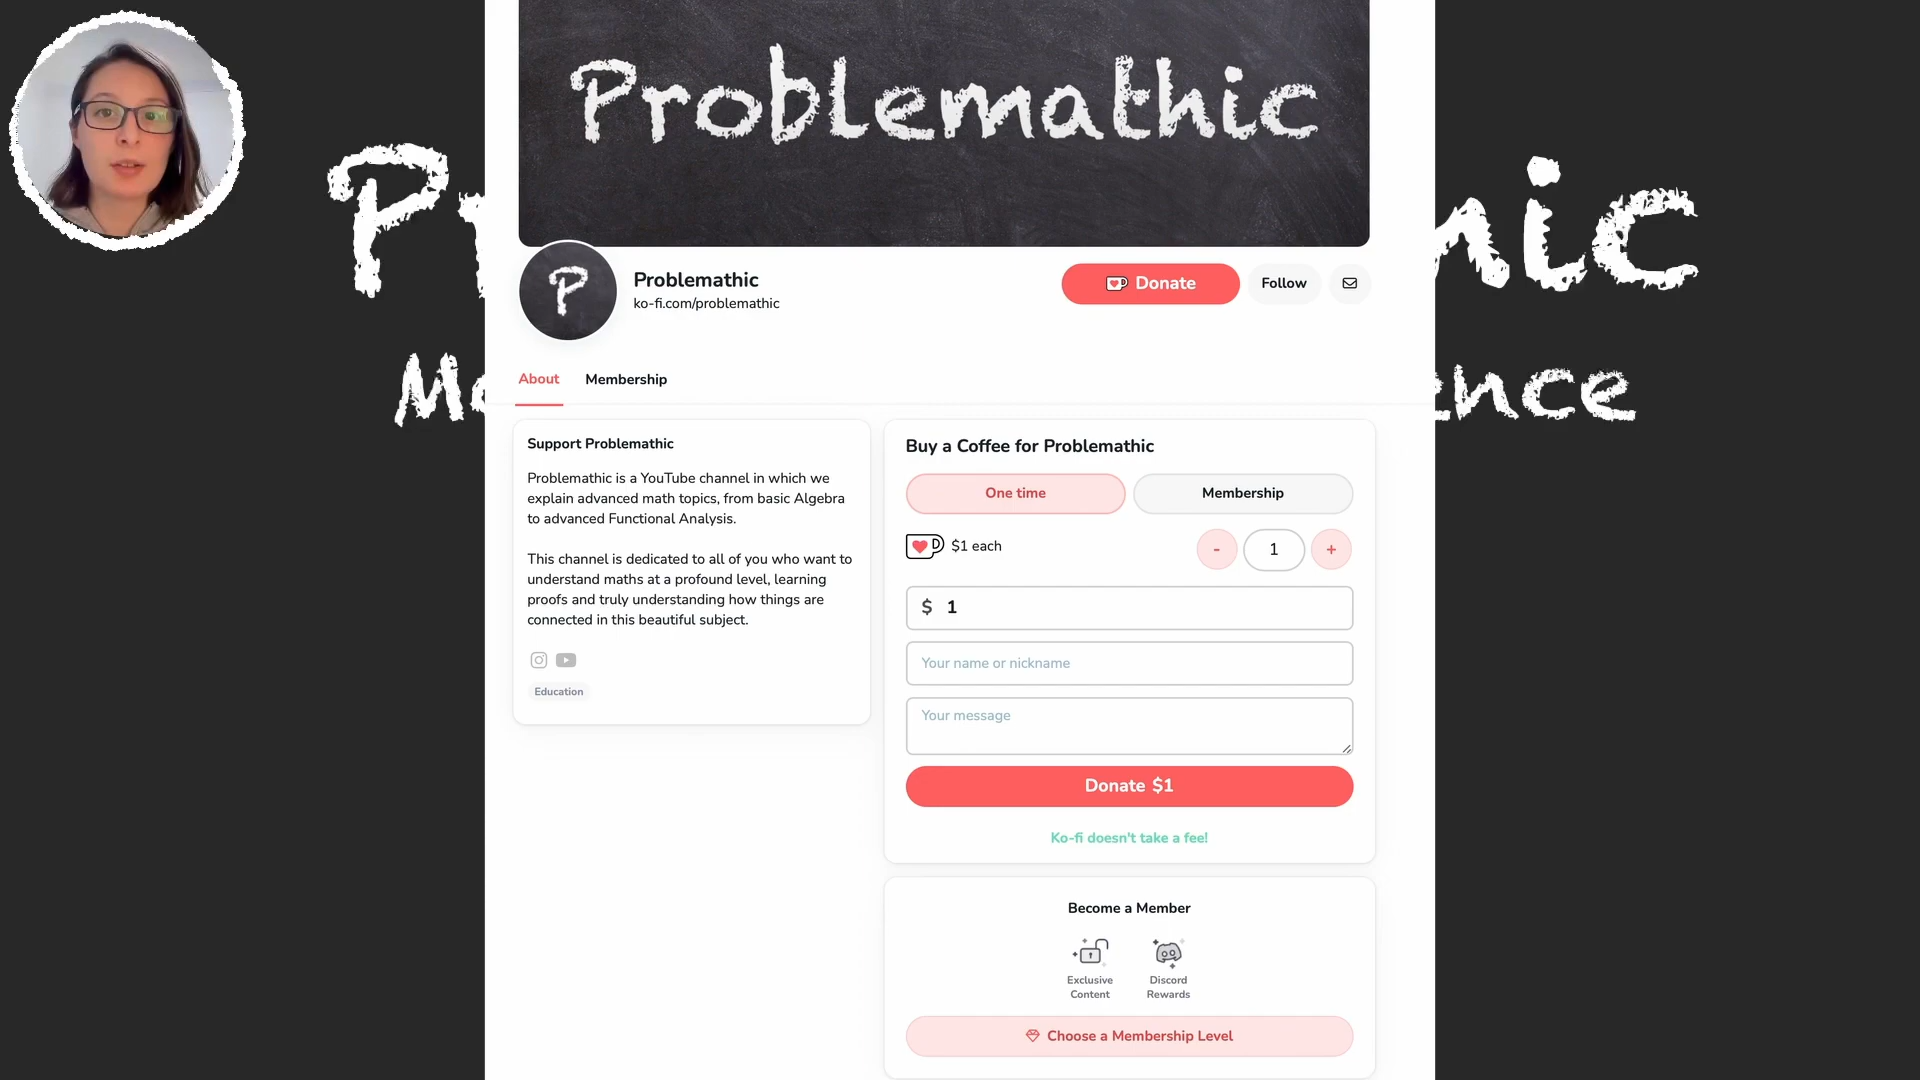 Problemathic
P
Problemathic
ko-fi.com/problemathic
Donate
Follow
About
Membership
Support Problemathic
Problemathic is a YouTube channel in which we
explain advanced math topics, from basic Algebra
to advanced Functional Analysis.
This channel is dedicated to all of you who want to
understand maths at a profound level, learning
proofs and truly understanding how things are
connected in this beautiful subject.
Education
Buy a Coffee for Problemathic
One time
Membership
$1 each
-
1
+
$ 1
Your name or nickname
Your message
Donate $1
Ko-fi doesn't take a fee!
Become a Member
Exclusive
Content
Discord
Rewards
Choose a Membership Level